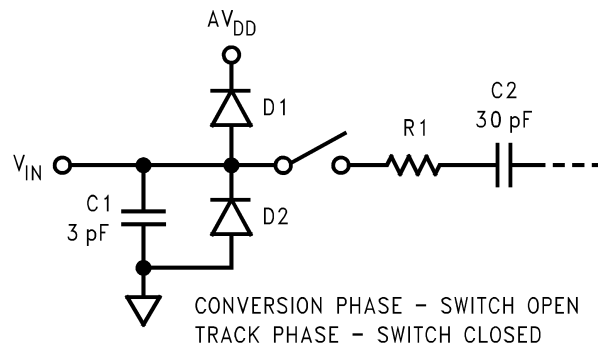 AVDD
D1
C2
30 pF
R1
VIN
C1
3 pF
D2
CONVERSION PHASE - SWITCH OPEN
TRACK PHASE - SWITCH CLOSED